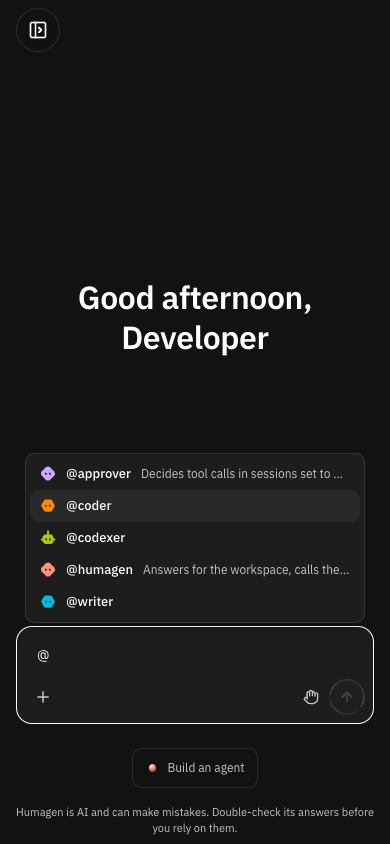 Good afternoon,
Developer
@approver Decides tool calls in sessions set to ...
@coder
@codexer
@humagen Answers for the workspace, calls the...
@writer
@
Build an agent
Humagen is AI and can make mistakes. Double-check its answers before
you rely on them.